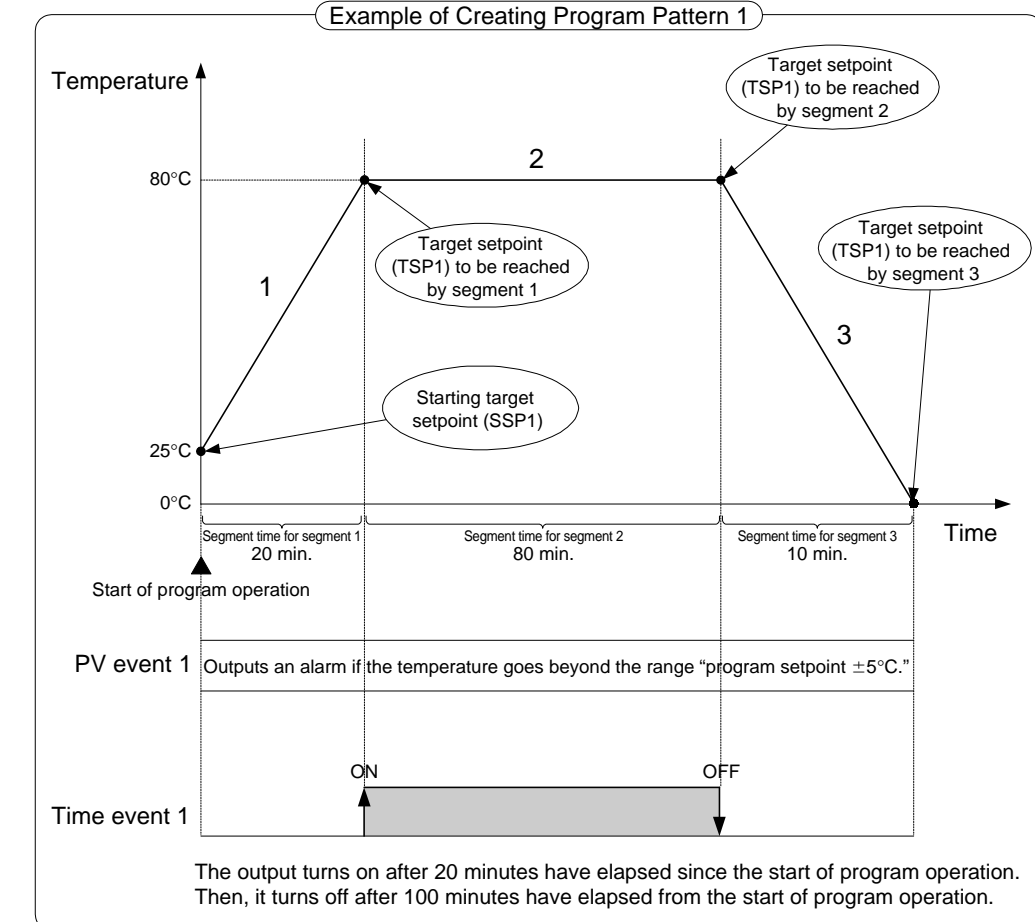 Example of Creating Program Pattern 1
Temperature
Target setpoint
(TSP1) to be reached
by segment 2
80°C
2
Target setpoint
(TSP1) to be reached
by segment 1
Target setpoint
(TSP1) to be reached
by segment 3
1
3
Starting target
setpoint (SSP1)
25°C
0°C
Time
Segment time for segment 1
20 min.
Segment time for segment 2
80 min.
Segment time for segment 3
10 min.
Start of program operation
PV event 1
Outputs an alarm if the temperature goes beyond the range “program setpoint ±5°C.”
ON
OFF
Time event 1
The output turns on after 20 minutes have elapsed since the start of program operation.
Then, it turns off after 100 minutes have elapsed from the start of program operation.